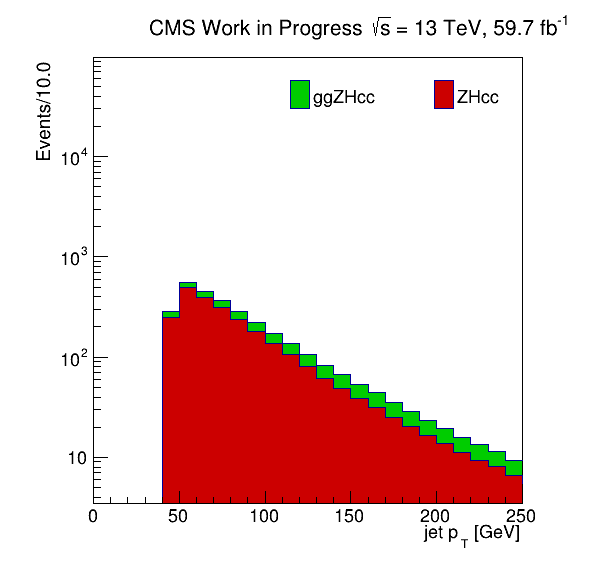 CMS Work in Progress √s = 13 TeV, 59.7 fb⁻¹
Events/10.0
ggZHcc
ZHcc
10⁴
10³
10²
10
0 50 100 150 200 250
jet p_T [GeV]